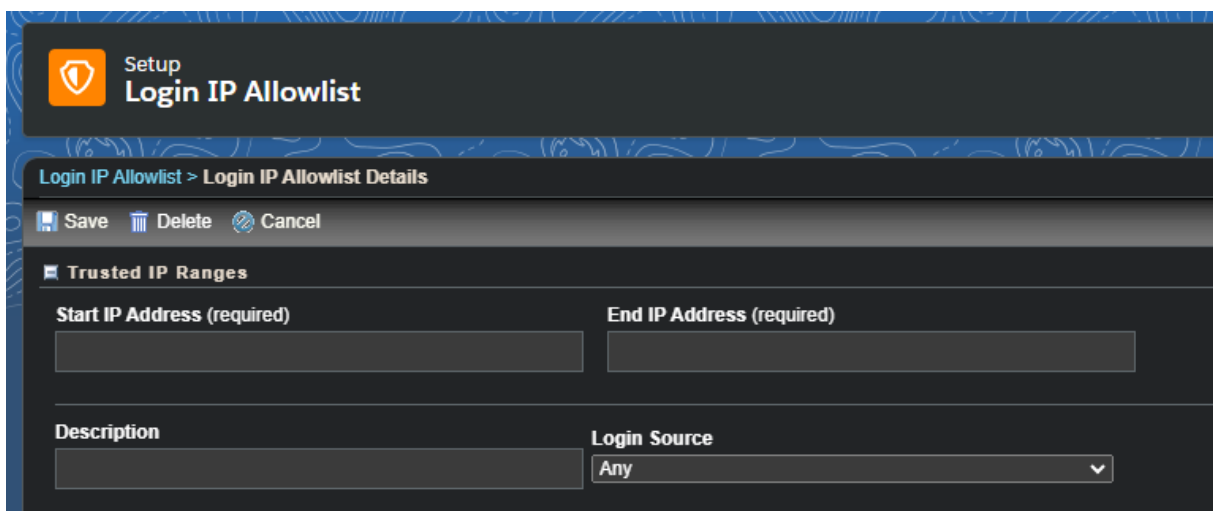 Setup
Login IP Allowlist
Login IP Allowlist > Login IP Allowlist Details
Save Delete Cancel
Trusted IP Ranges
Start IP Address (required) End IP Address (required)
Description Login Source
Any